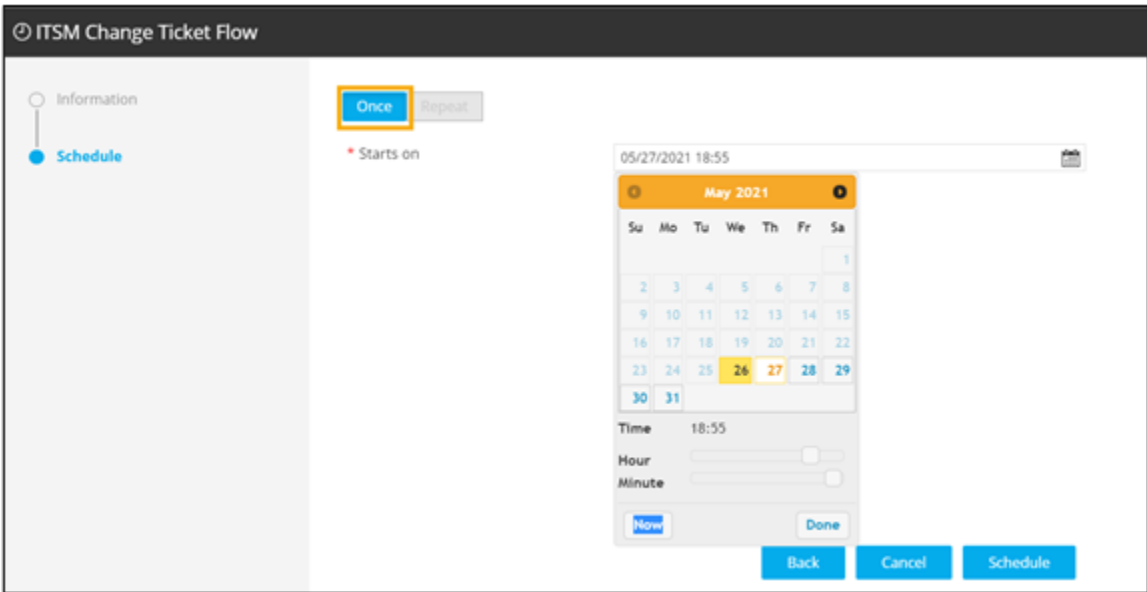 ITSM Change Ticket Flow
Information
Schedule
Once Repeat
* Starts on 05/27/2021 18:55
May 2021
Su Mo Tu We Th Fr Sa
1
2 3 4 5 6 7 8
9 10 11 12 13 14 15
16 17 18 19 20 21 22
23 24 25 26 27 28 29
30 31
Time 18:55
Hour
Minute
Now Done
Back Cancel Schedule